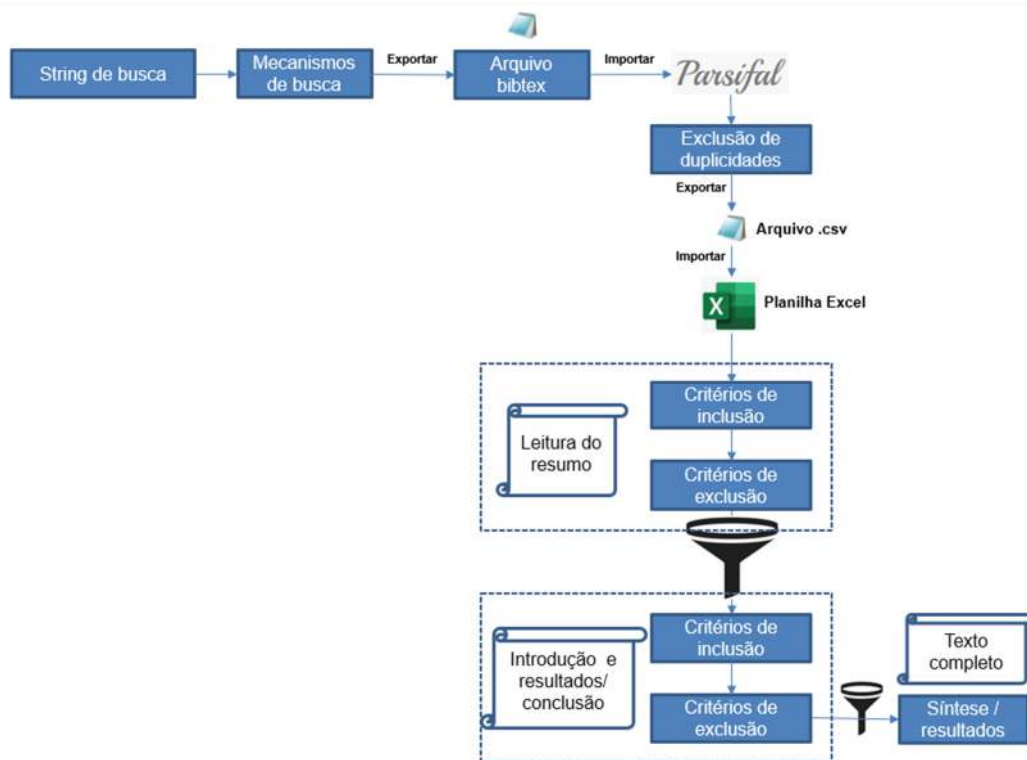 String de busca
Mecanismos
de busca
Exportar
Arquivo
bibtex
Importar
Parsifal
Exclusão de
duplicidades
Exportar
Arquivo .csv
Importar
X
Planilha Excel
Leitura do
resumo
Critérios de
inclusão
Critérios de
exclusão
Introdução e
resultados/
conclusão
Critérios de
inclusão
Critérios de
exclusão
Texto
completo
Síntese /
resultados